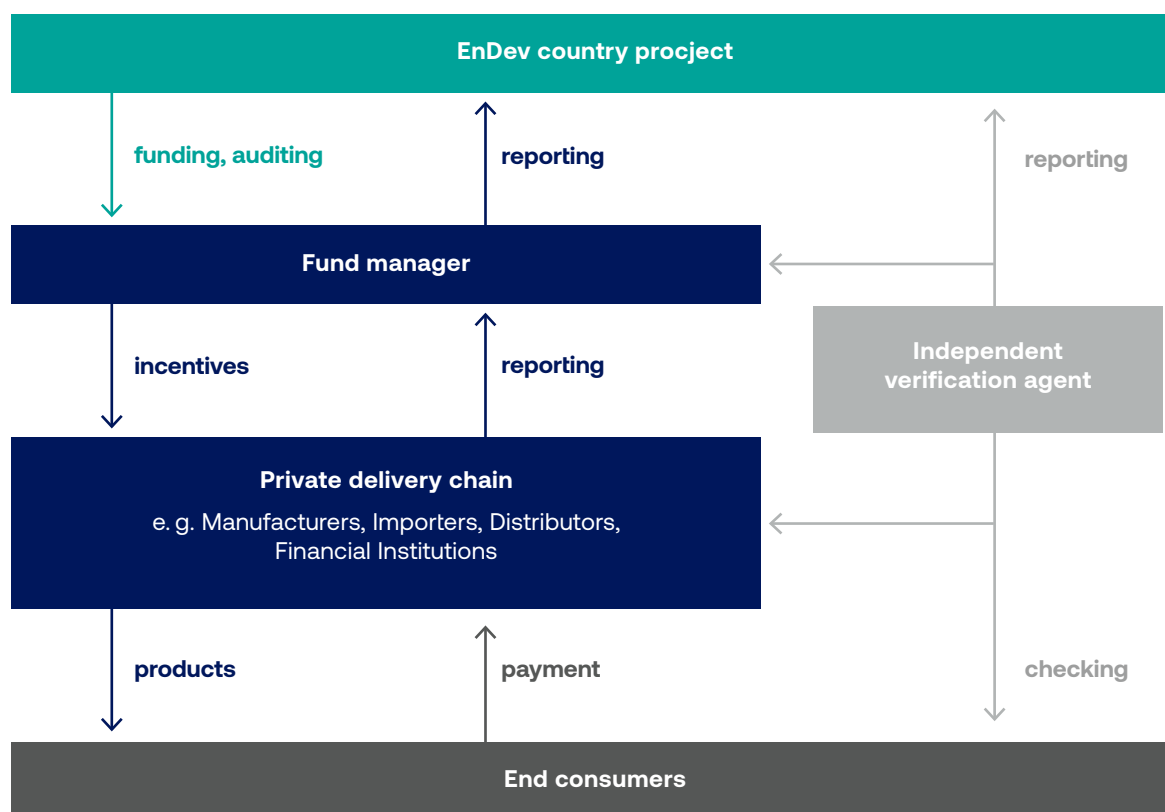 EnDev country procject
funding, auditing
reporting
reporting
Fund manager
incentives
reporting
Independent
verification agent
Private delivery chain
e. g. Manufacturers, Importers, Distributors,
Financial Institutions
products
payment
checking
End consumers